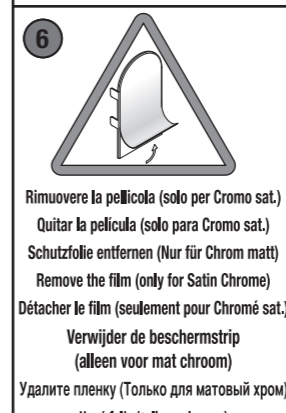 6
Rimuovere la pellicola (solo per Cromo sat.)
Quitar la película (solo para Cromo sat.)
Schutzfolie entfernen (Nur für Chrom matt)
Remove the film (only for Satin Chrome)
Détacher le film (seulement pour Chromé sat.)
Verwijder de beschermstrip
(alleen voor mat chroom)
Удалите пленку (Только для матовый хром)